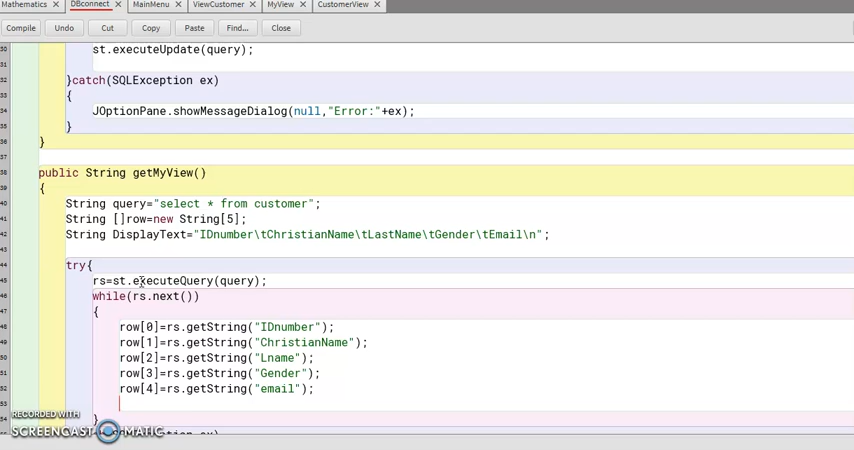 Mathematics DBconnect MainMenu ViewCustomer MyView CustomerView
Compile Undo Cut Copy Paste Find... Close
30 st.executeUpdate(query);
31
32 }catch(SQLException ex)
33 {
34 JOptionPane.showMessageDialog(null,"Error:"+ex);
35 }
36 }
37
38 public String getMyView()
39 {
40 String query="select * from customer";
41 String []row=new String[5];
42 String DisplayText="IDnumber\tChristianName\tLastName\tGender\tEmail\n";
43
44 try{
45 rs=st.executeQuery(query);
46 while(rs.next())
47 {
48 row[0]=rs.getString("IDnumber");
49 row[1]=rs.getString("ChristianName");
50 row[2]=rs.getString("Lname");
51 row[3]=rs.getString("Gender");
52 row[4]=rs.getString("email");
53
54 }
RECORDED WITH
SCREENCAST MATIC